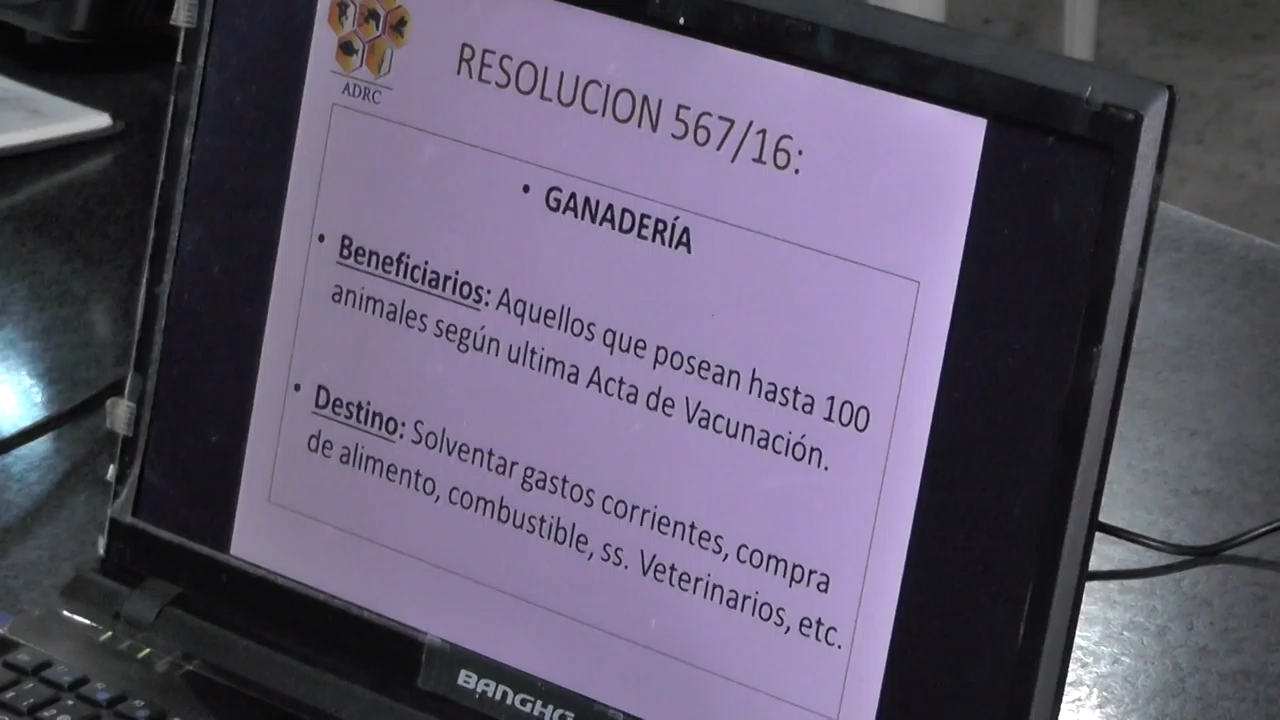 ADRC
RESOLUCION 567/16:
• GANADERÍA
• Beneficiarios: Aquellos que posean hasta 100
animales según ultima Acta de Vacunación.
• Destino: Solventar gastos corrientes, compra
de alimento, combustible, ss. Veterinarios, etc.
BANGHO